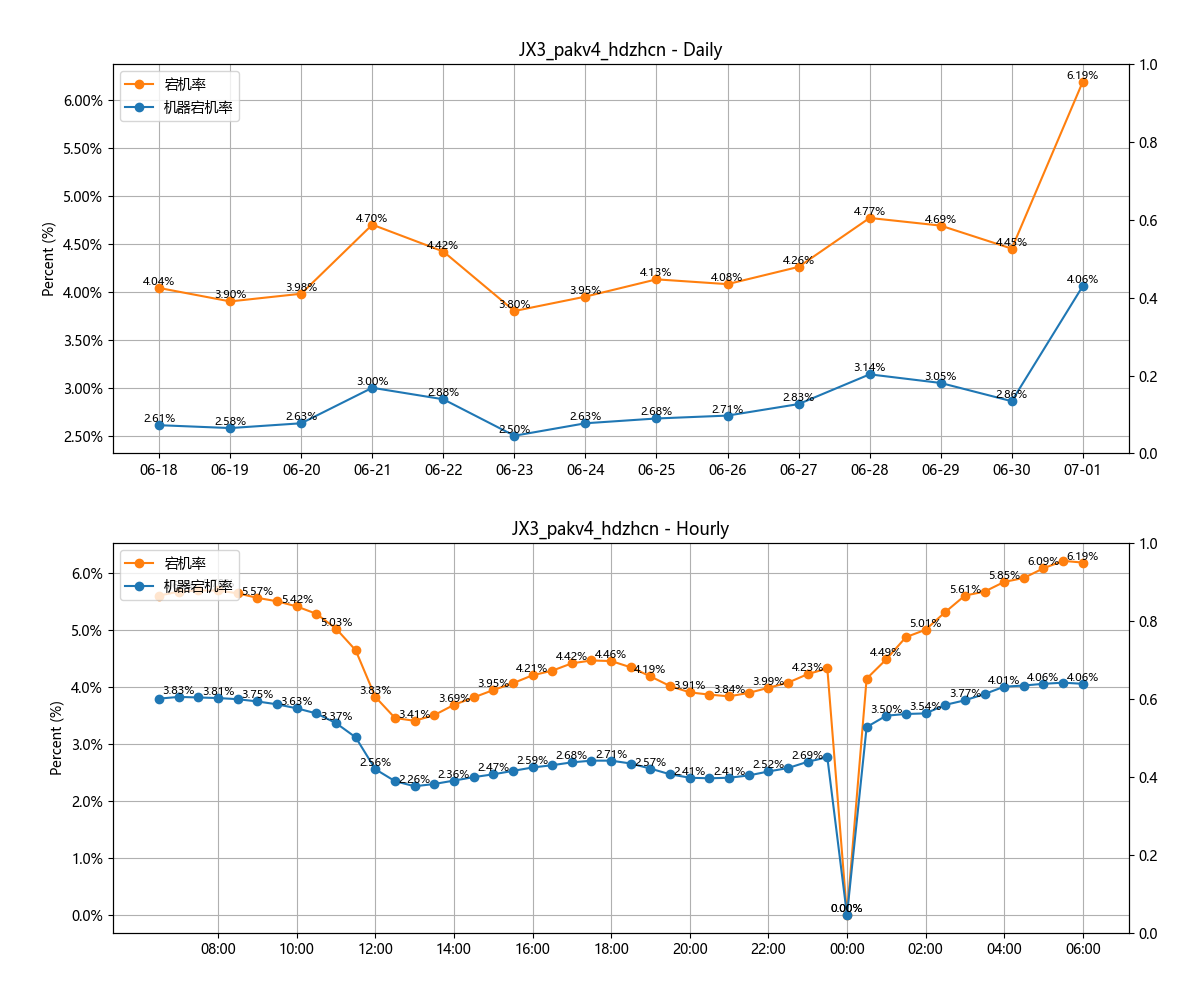 JX3_pakv4_hdzhcn - Daily
宕机率
机器宕机率
Percent (%)
6.00%
5.50%
5.00%
4.50%
4.00%
3.50%
3.00%
2.50%
1.0
0.8
0.6
0.4
0.2
0.0
4.04% 3.90% 3.98% 4.70% 4.42% 3.80% 3.95% 4.13% 4.08% 4.26% 4.77% 4.69% 4.45% 6.19%
2.61% 2.58% 2.63% 3.00% 2.88% 2.50% 2.63% 2.68% 2.71% 2.83% 3.14% 3.05% 2.86% 4.06%
06-18 06-19 06-20 06-21 06-22 06-23 06-24 06-25 06-26 06-27 06-28 06-29 06-30 07-01
JX3_pakv4_hdzhcn - Hourly
宕机率
机器宕机率
Percent (%)
6.0%
5.0%
4.0%
3.0%
2.0%
1.0%
0.0%
1.0
0.8
0.6
0.4
0.2
0.0
5.57% 5.42% 5.03% 3.83% 3.41% 3.69% 3.95% 4.21% 4.42% 4.46% 4.19% 3.91% 3.84% 3.99% 4.23% 0.00% 4.49% 5.01% 5.61% 5.85% 6.09% 6.19%
3.83% 3.81% 3.75% 3.63% 3.37% 2.56% 2.26% 2.36% 2.47% 2.59% 2.68% 2.71% 2.57% 2.41% 2.41% 2.52% 2.69% 0.00% 3.50% 3.54% 3.77% 4.01% 4.06% 4.06%
08:00 10:00 12:00 14:00 16:00 18:00 20:00 22:00 00:00 02:00 04:00 06:00